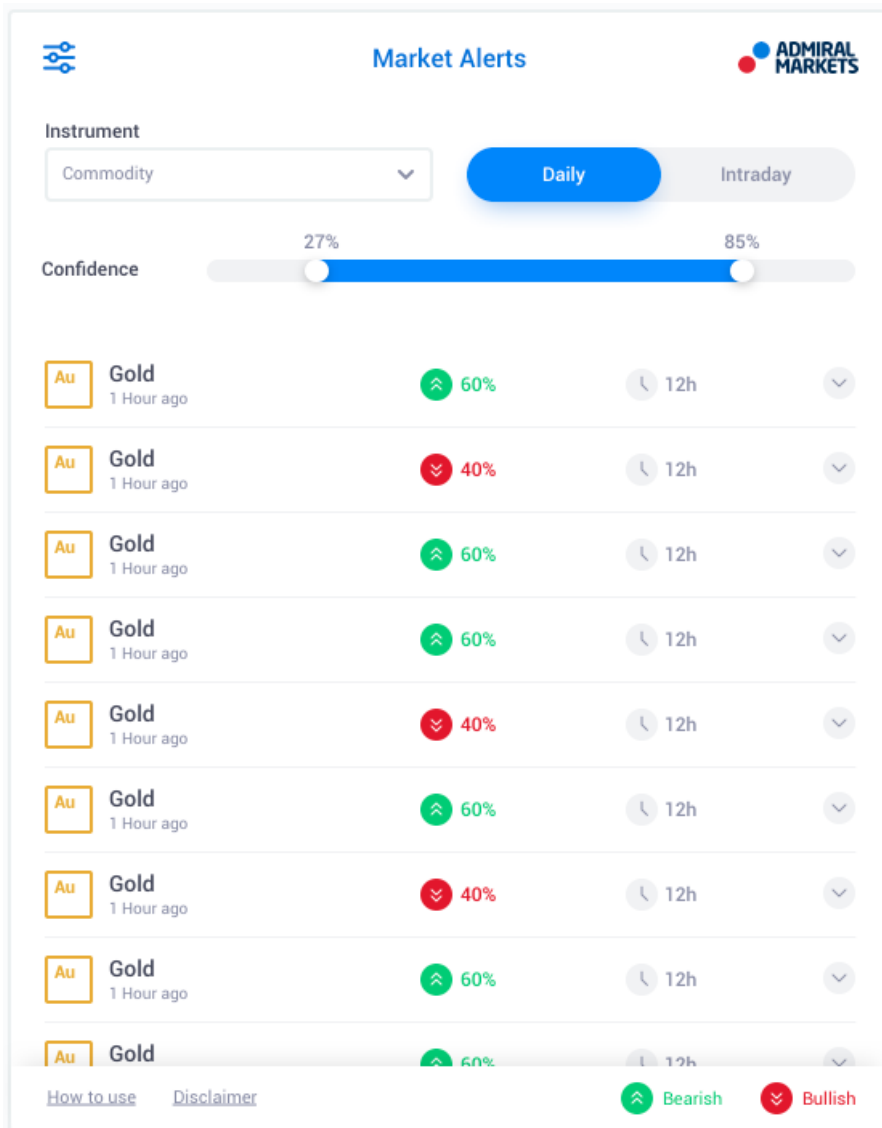 Market Alerts
ADMIRAL
MARKETS
Instrument
Commodity
Daily
Intraday
27%
85%
Confidence
Au
Gold
60%
12h
1 Hour ago
Au
Gold
40%
12h
1 Hour ago
Au
Gold
60%
12h
1 Hour ago
Au
Gold
60%
12h
1 Hour ago
Au
Gold
40%
12h
1 Hour ago
Au
Gold
60%
12h
1 Hour ago
Au
Gold
40%
12h
1 Hour ago
Au
Gold
60%
12h
1 Hour ago
Au
Gold
60%
12h
How to use
Disclaimer
Bearish
Bullish